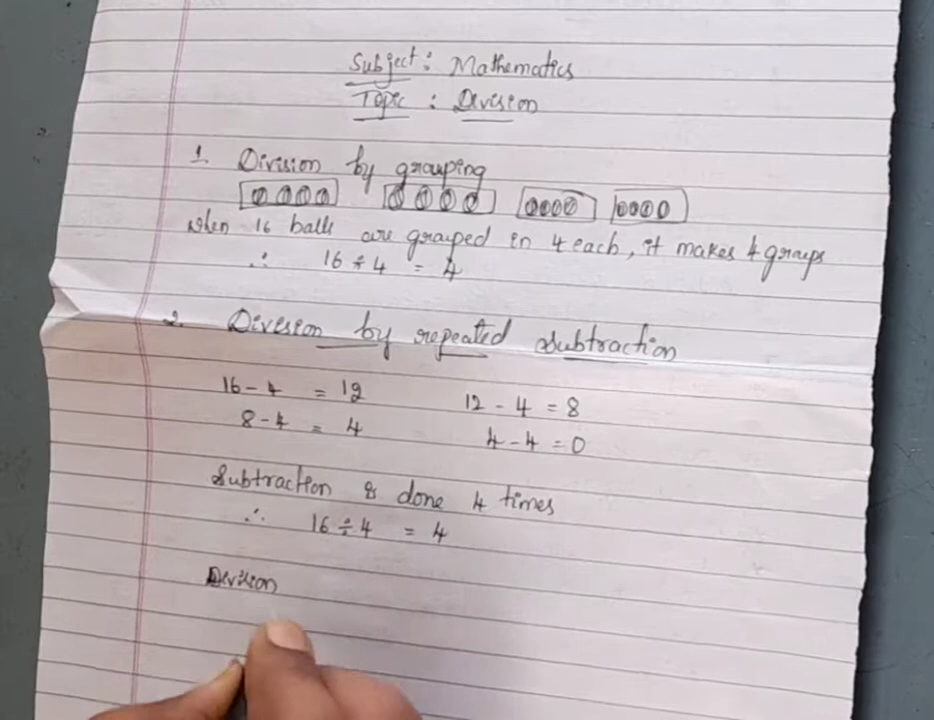 Subject : Mathematics
Topic : Division
1. Division by grouping
when 16 balls are grouped in 4 each, it makes 4 groups
∴ 16 ÷ 4 = 4
2. Division by repeated subtraction
16 - 4 = 12 12 - 4 = 8
8 - 4 = 4 4 - 4 = 0
Subtraction is done 4 times
∴ 16 ÷ 4 = 4
Division